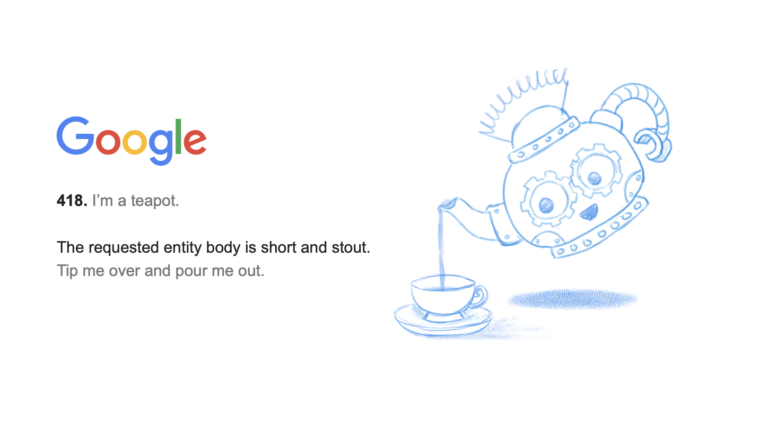 Google
418. I’m a teapot.
The requested entity body is short and stout.
Tip me over and pour me out.